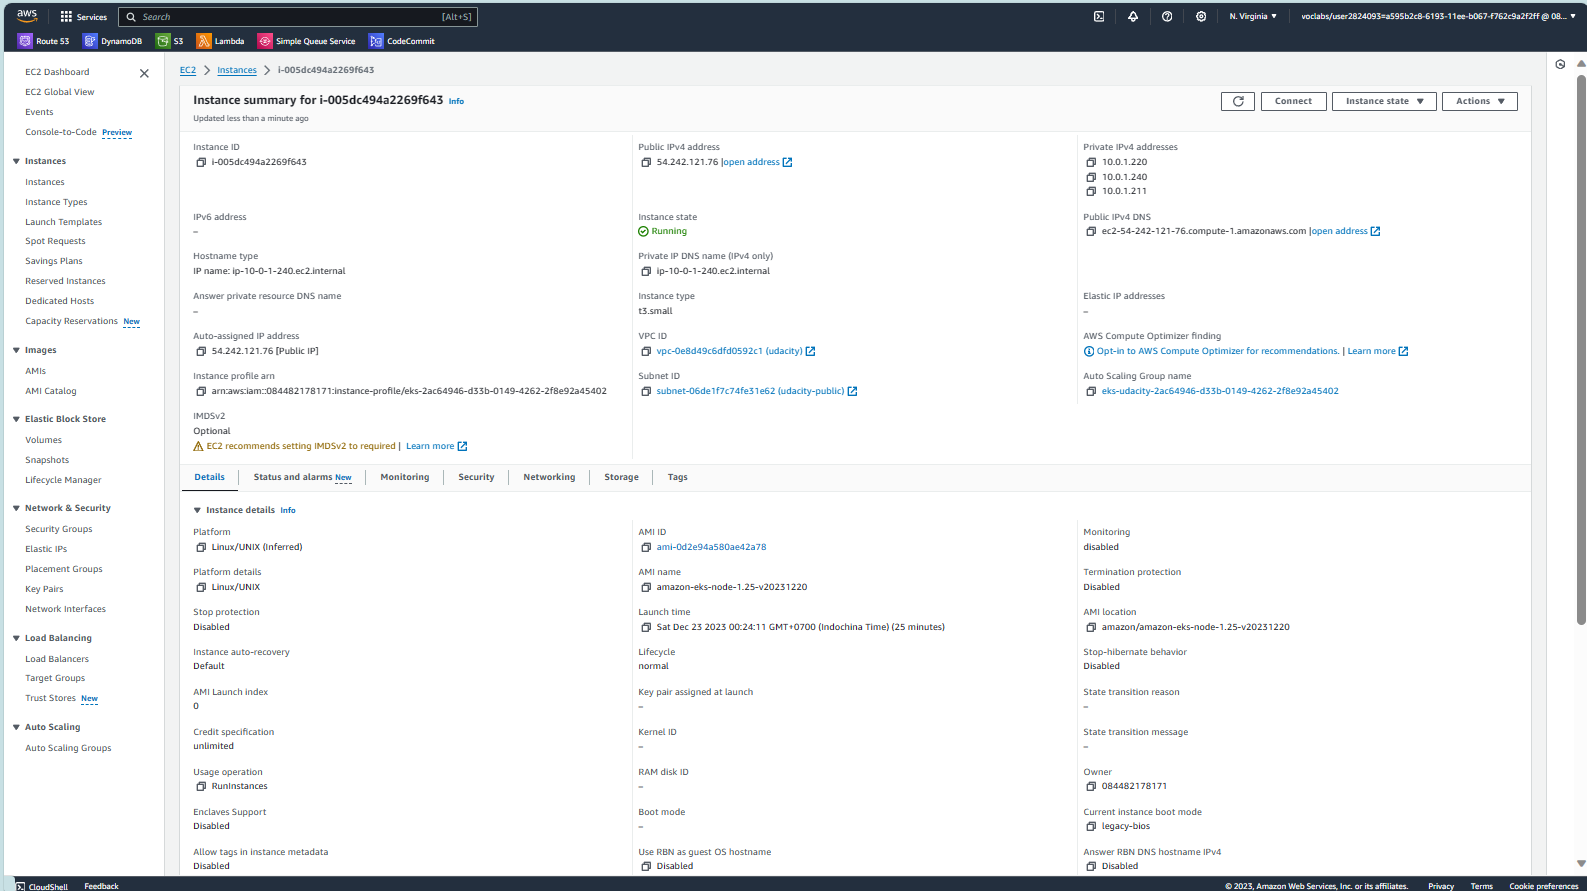 aws Services Search [Alt+S] N. Virginia voclabs/user2824093=a595b2c8-6193-11ee-b067-f762c9a2f2ff @ 08...
Route 53 DynamoDB S3 Lambda Simple Queue Service CodeCommit
EC2 Dashboard
EC2 Global View
Events
Console-to-Code Preview
Instances
Instances
Instance Types
Launch Templates
Spot Requests
Savings Plans
Reserved Instances
Dedicated Hosts
Capacity Reservations New
Images
AMIs
AMI Catalog
Elastic Block Store
Volumes
Snapshots
Lifecycle Manager
Network & Security
Security Groups
Elastic IPs
Placement Groups
Key Pairs
Network Interfaces
Load Balancing
Load Balancers
Target Groups
Trust Stores New
Auto Scaling
Auto Scaling Groups
EC2 > Instances > i-005dc494a2269f643
Instance summary for i-005dc494a2269f643 Info
Updated less than a minute ago
Connect Instance state Actions
Instance ID
i-005dc494a2269f643
Public IPv4 address
54.242.121.76 |open address
Private IPv4 addresses
10.0.1.220
10.0.1.240
10.0.1.211
IPv6 address
–
Instance state
Running
Public IPv4 DNS
ec2-54-242-121-76.compute-1.amazonaws.com |open address
Hostname type
IP name: ip-10-0-1-240.ec2.internal
Private IP DNS name (IPv4 only)
ip-10-0-1-240.ec2.internal
Answer private resource DNS name
–
Instance type
t3.small
Elastic IP addresses
–
Auto-assigned IP address
54.242.121.76 [Public IP]
VPC ID
vpc-0e8d49c6dfd0592c1 (udacity)
AWS Compute Optimizer finding
Opt-in to AWS Compute Optimizer for recommendations. | Learn more
Instance profile arn
arn:aws:iam::084482178171:instance-profile/eks-2ac64946-d33b-0149-4262-2f8e92a45402
Subnet ID
subnet-06de1f7c74fe31e62 (udacity-public)
Auto Scaling Group name
eks-udacity-2ac64946-d33b-0149-4262-2f8e92a45402
IMDSv2
Optional
EC2 recommends setting IMDSv2 to required | Learn more
Details Status and alarms New Monitoring Security Networking Storage Tags
Instance details Info
Platform
Linux/UNIX (Inferred)
AMI ID
ami-0d2e94a580ae42a78
Monitoring
disabled
Platform details
Linux/UNIX
AMI name
amazon-eks-node-1.25-v20231220
Termination protection
Disabled
Stop protection
Disabled
Launch time
Sat Dec 23 2023 00:24:11 GMT+0700 (Indochina Time) (25 minutes)
AMI location
amazon/amazon-eks-node-1.25-v20231220
Instance auto-recovery
Default
Lifecycle
normal
Stop-hibernate behavior
Disabled
AMI Launch index
0
Key pair assigned at launch
–
State transition reason
–
Credit specification
unlimited
Kernel ID
–
State transition message
–
Usage operation
RunInstances
RAM disk ID
–
Owner
084482178171
Enclaves Support
Disabled
Boot mode
–
Current instance boot mode
legacy-bios
Allow tags in instance metadata
Disabled
Use RBN as guest OS hostname
Disabled
Answer RBN DNS hostname IPv4
Disabled
CloudShell Feedback © 2023, Amazon Web Services, Inc. or its affiliates. Privacy Terms Cookie preferences